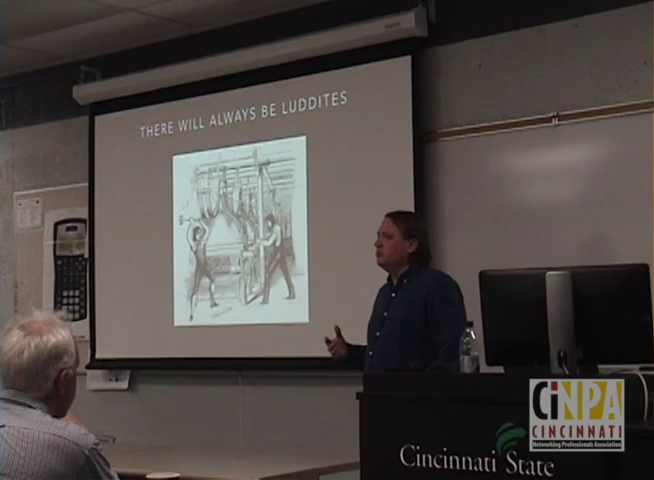 THERE WILL ALWAYS BE LUDDITES
CiNPA
CINCINNATI
Networking Professionals Association
Cincinnati State